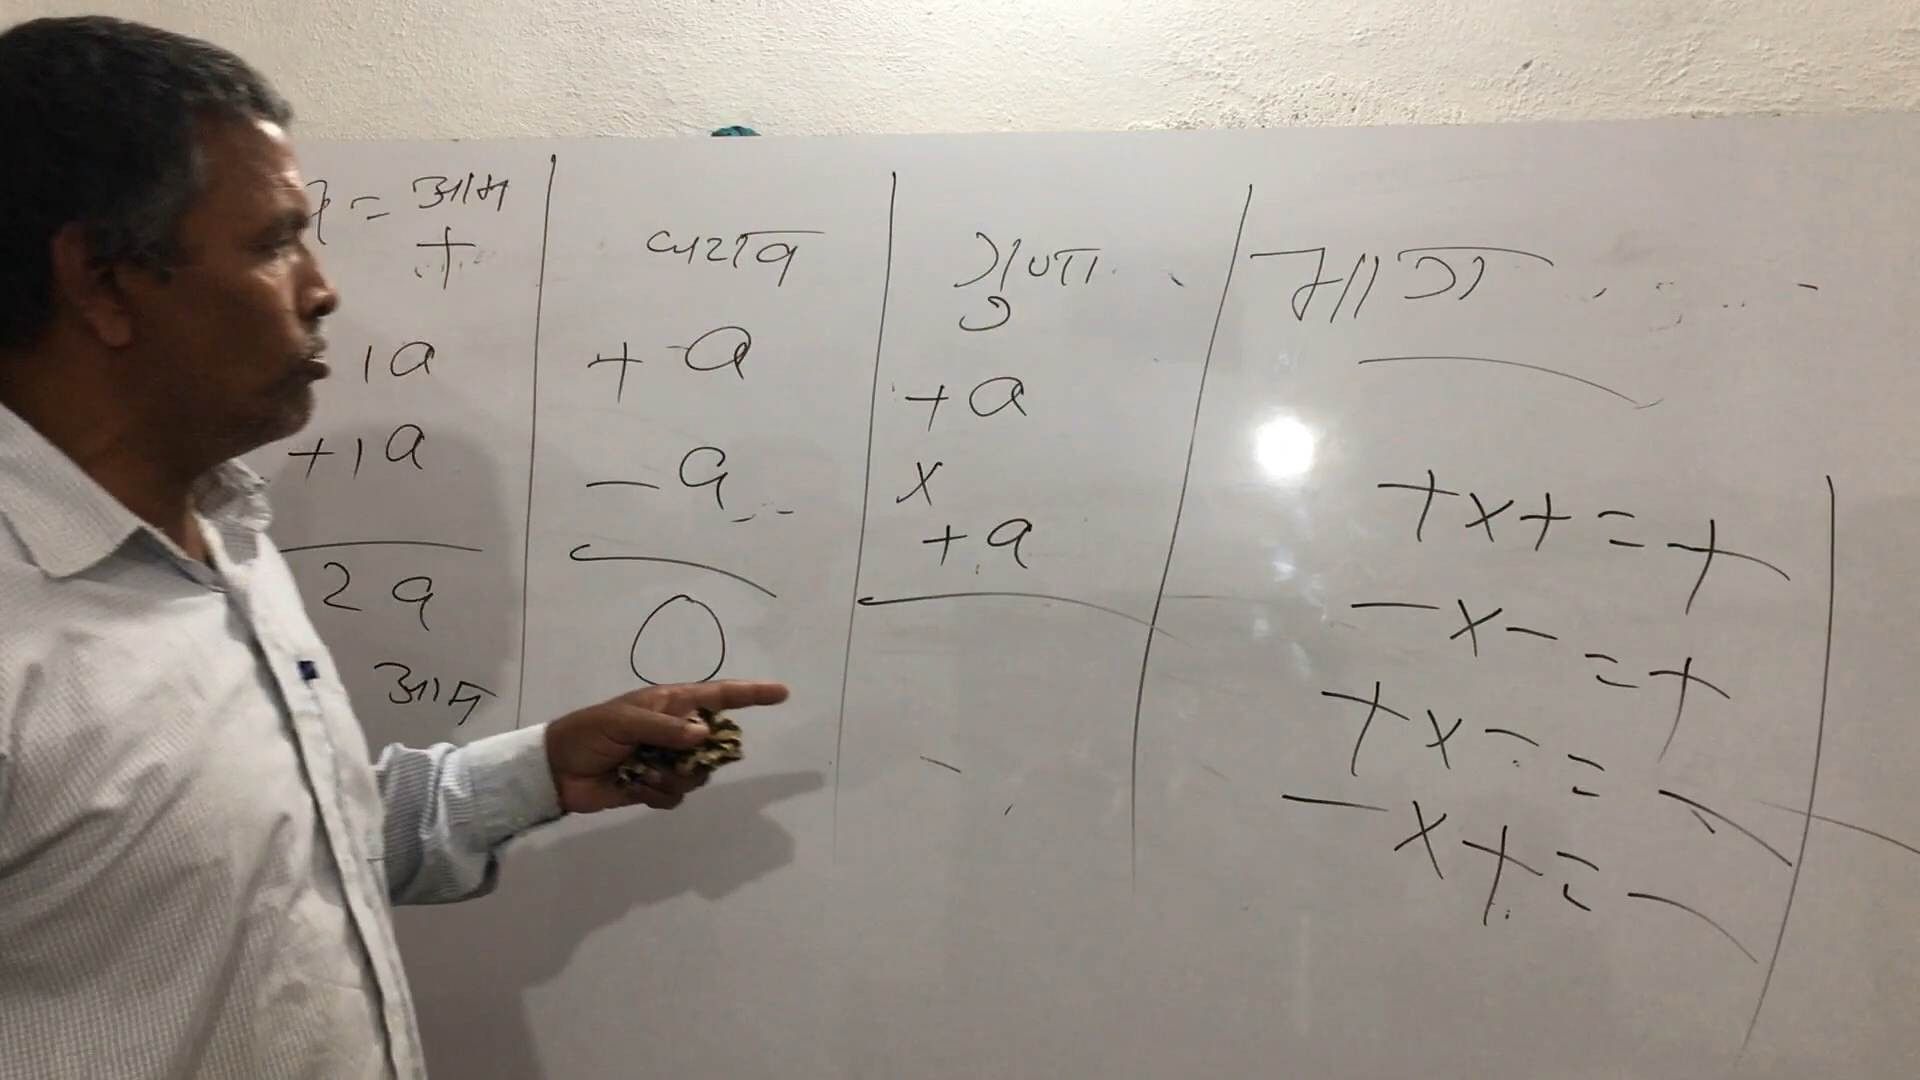 = आम
+
1a
+1a
2a
आम
+ a
- a
0
गुणा
+ a
x
+ a
भाग
+x+=+
-x-=+
+x-=-
-x+=-